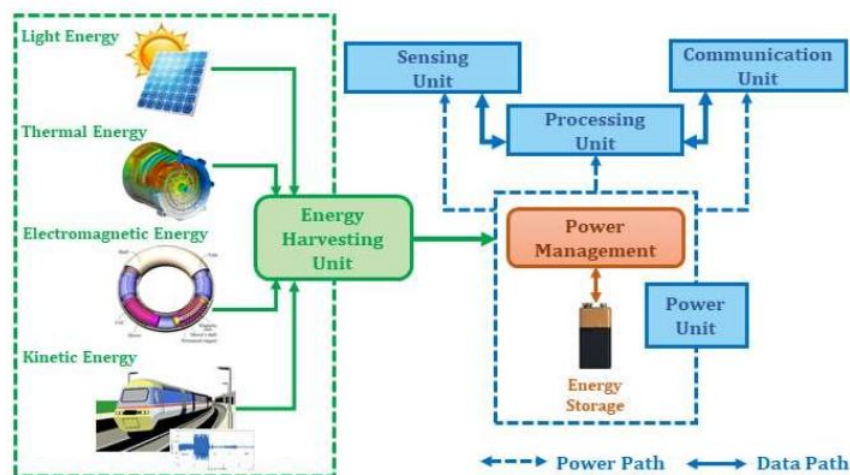 Light Energy
Thermal Energy
Electromagnetic Energy
Kinetic Energy
Energy
Harvesting
Unit
Sensing
Unit
Communication
Unit
Processing
Unit
Power
Management
Power
Unit
Energy
Storage
Power Path
Data Path